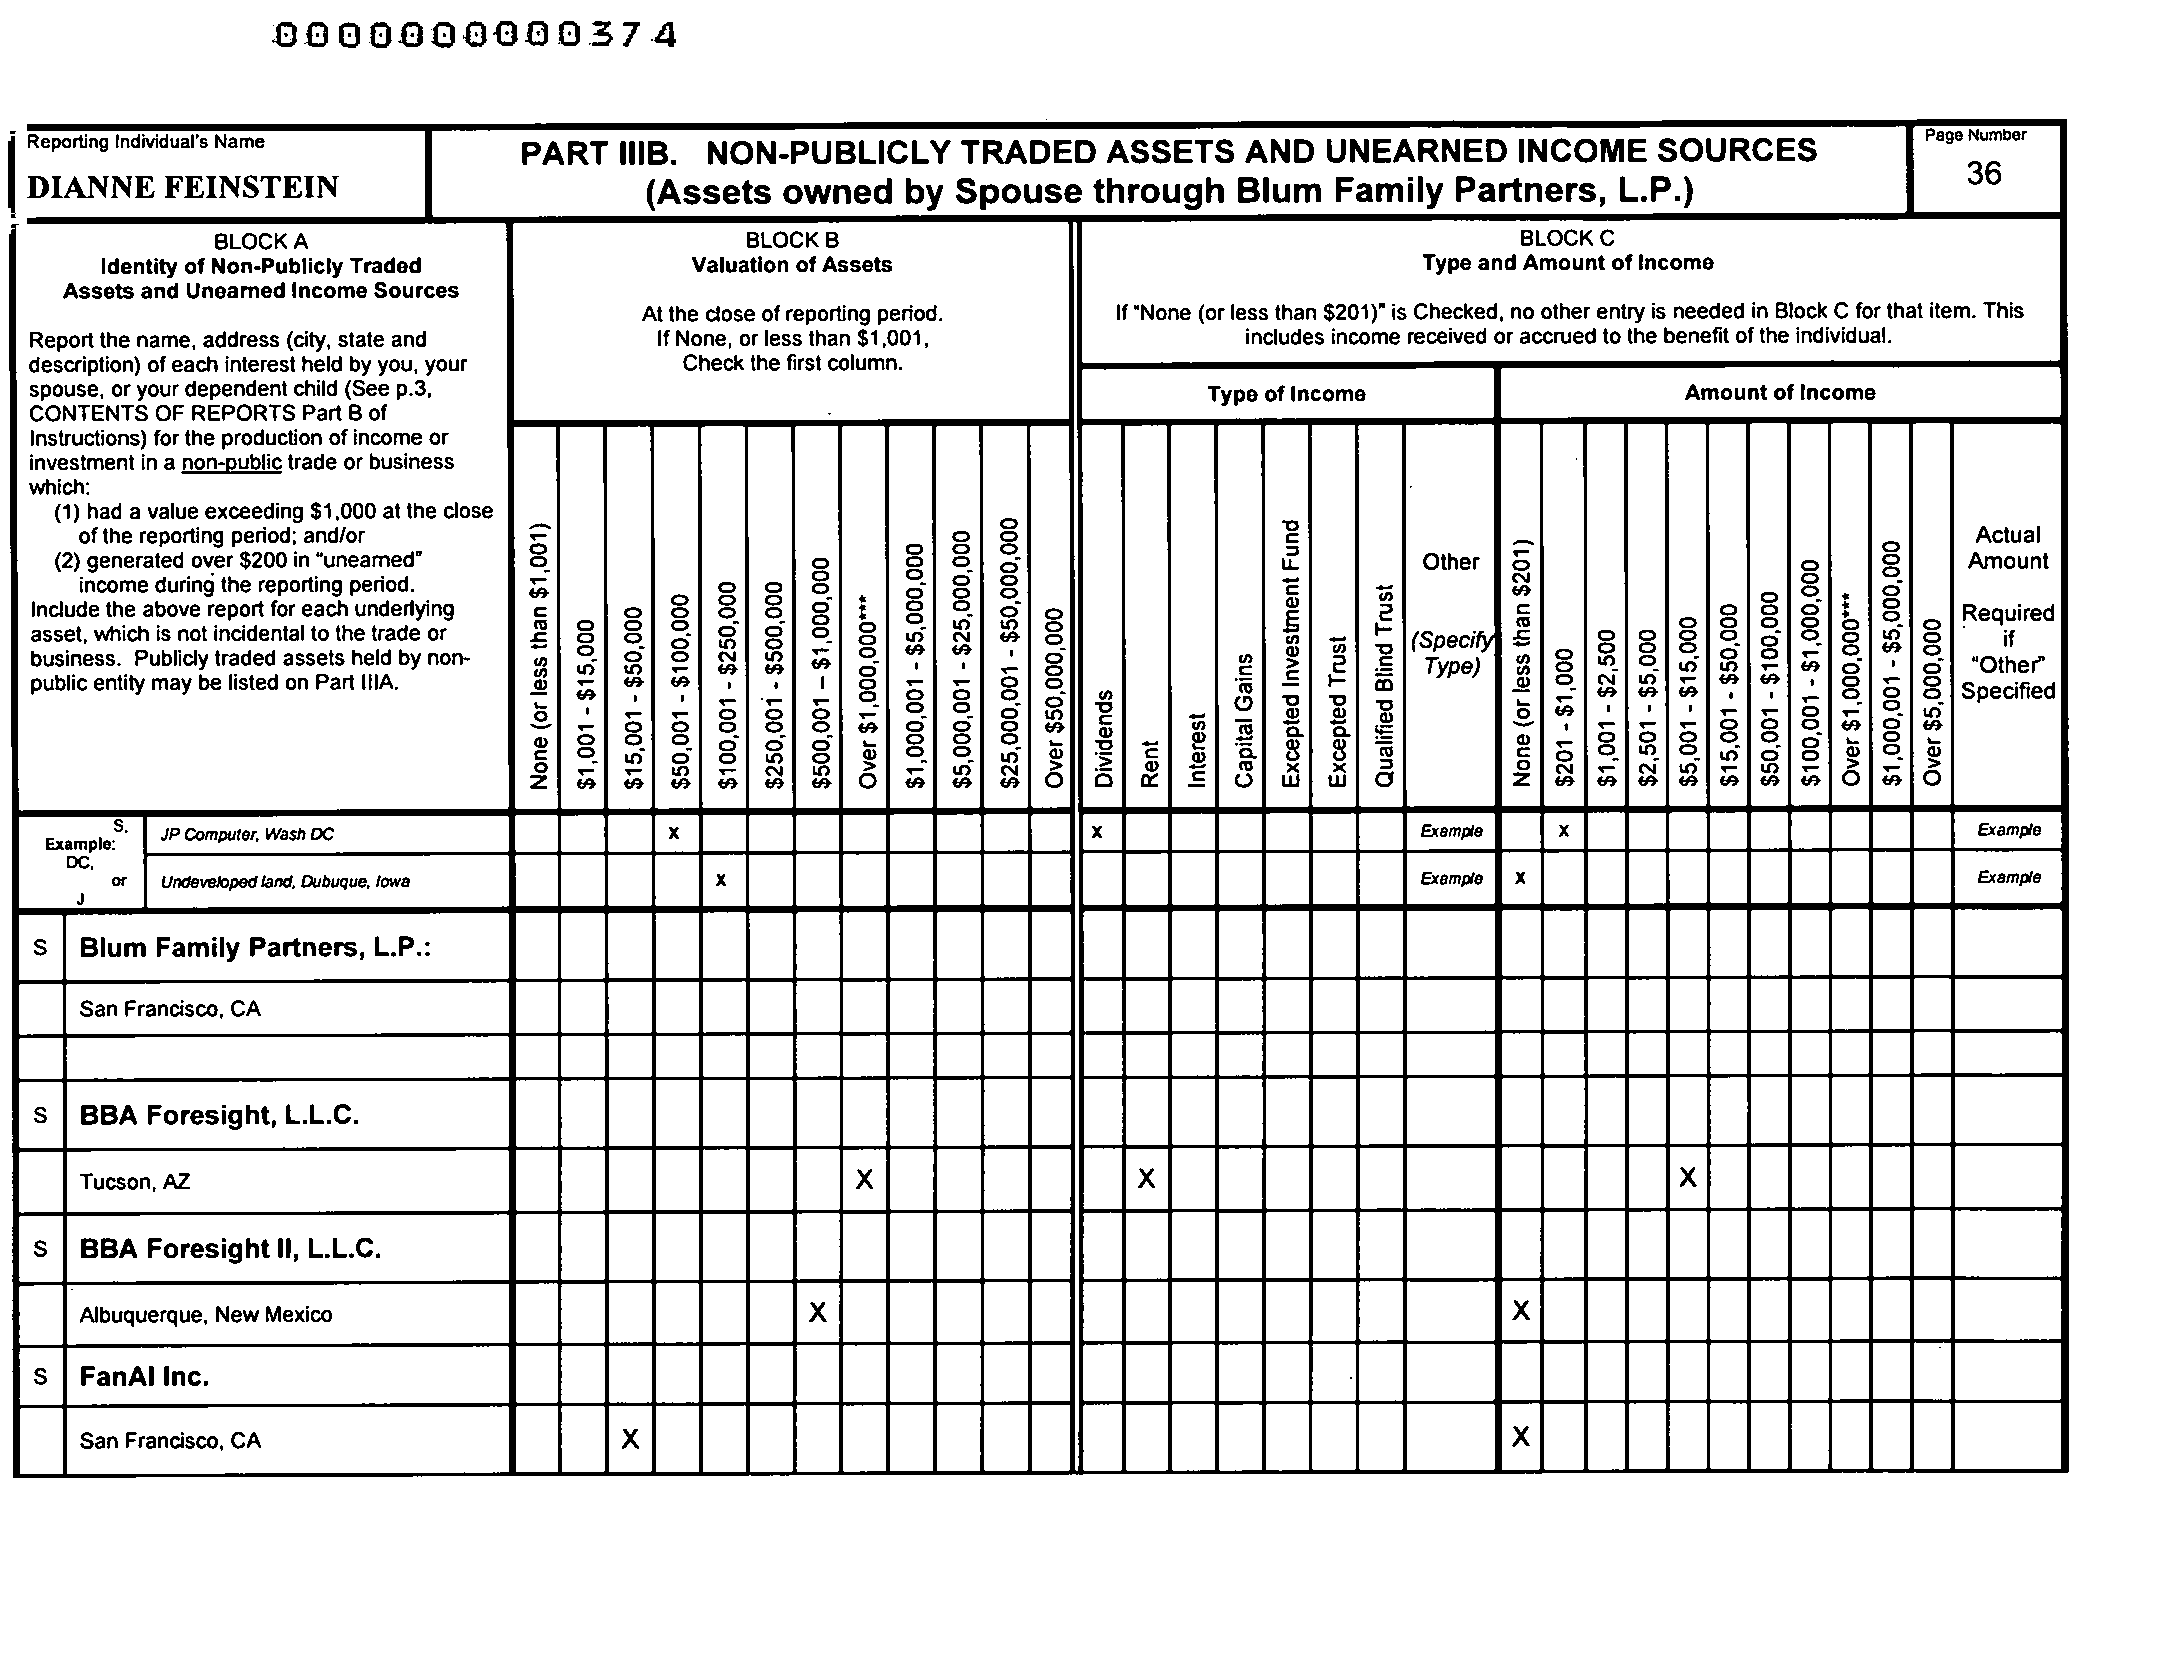 000000000374
Reporting Individual's Name
DIANNE FEINSTEIN
PART IIIB. NON-PUBLICLY TRADED ASSETS AND UNEARNED INCOME SOURCES
(Assets owned by Spouse through Blum Family Partners, L.P.)
Page Number
36
BLOCK A
Identity of Non-Publicly Traded
Assets and Unearned Income Sources
Report the name, address (city, state and
description) of each interest held by you, your
spouse, or your dependent child (See p.3,
CONTENTS OF REPORTS Part B of
Instructions) for the production of income or
investment in a non-public trade or business
which:
(1) had a value exceeding $1,000 at the close
of the reporting period; and/or
(2) generated over $200 in "unearned"
income during the reporting period.
Include the above report for each underlying
asset, which is not incidental to the trade or
business. Publicly traded assets held by non-
public entity may be listed on Part IIIA.
BLOCK B
Valuation of Assets
At the close of reporting period.
If None, or less than $1,001,
Check the first column.
None (or less than $1,001)
$1,001 - $15,000
$15,001 - $50,000
$50,001 - $100,000
$100,001 - $250,000
$250,001 - $500,000
$500,001 – $1,000,000
Over $1,000,000***
$1,000,001 - $5,000,000
$5,000,001 - $25,000,000
$25,000,001 - $50,000,000
Over $50,000,000
BLOCK C
Type and Amount of Income
If "None (or less than $201)" is Checked, no other entry is needed in Block C for that item. This
includes income received or accrued to the benefit of the individual.
Type of Income
Dividends
Rent
Interest
Capital Gains
Excepted Investment Fund
Excepted Trust
Qualified Blind Trust
Other
(Specify
Type)
Amount of Income
None (or less than $201)
$201 - $1,000
$1,001 - $2,500
$2,501 - $5,000
$5,001 - $15,000
$15,001 - $50,000
$50,001 - $100,000
$100,001 - $1,000,000
Over $1,000,000***
$1,000,001 - $5,000,000
Over $5,000,000
Actual
Amount
Required
if
"Other"
Specified
S,
Example:
DC,
or
J
JP Computer, Wash DC X X Example X Example
Undeveloped land, Dubuque, Iowa X Example X Example
S Blum Family Partners, L.P.:
San Francisco, CA
S BBA Foresight, L.L.C.
Tucson, AZ X X X
S BBA Foresight II, L.L.C.
Albuquerque, New Mexico X X
S FanAI Inc.
San Francisco, CA X X